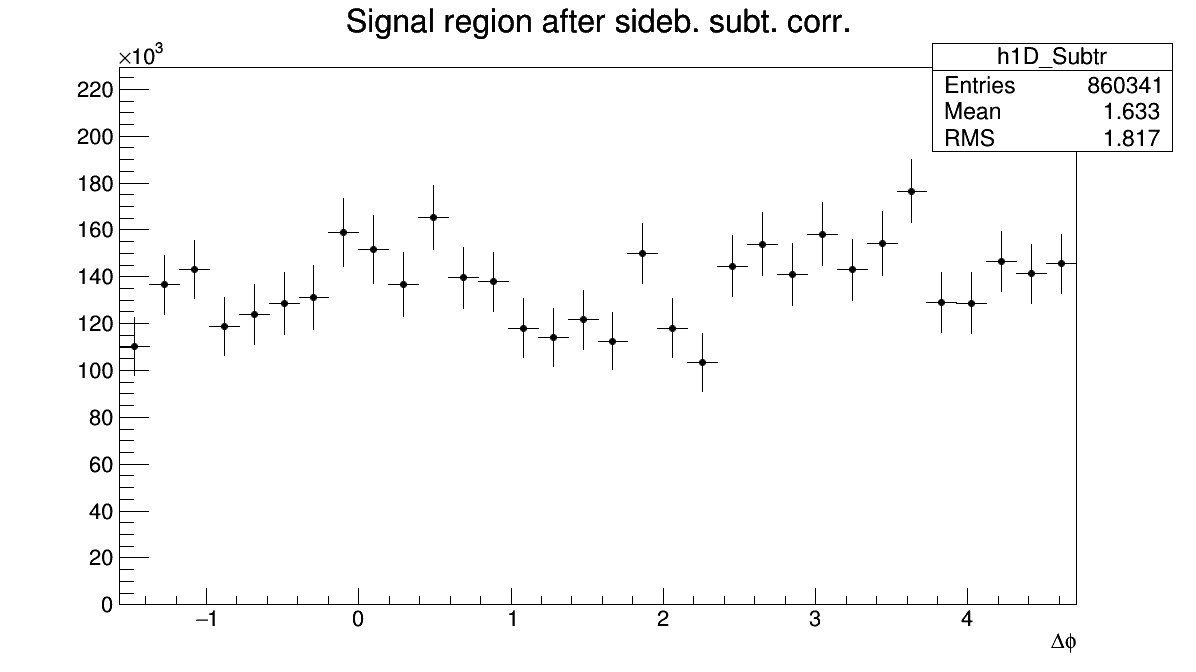 Signal region after sideb. subt. corr.
×10³
h1D_Subtr
Entries 860341
Mean 1.633
RMS 1.817
220
200
180
160
140
120
100
80
60
40
20
0
−1 0 1 2 3 4
Δϕ